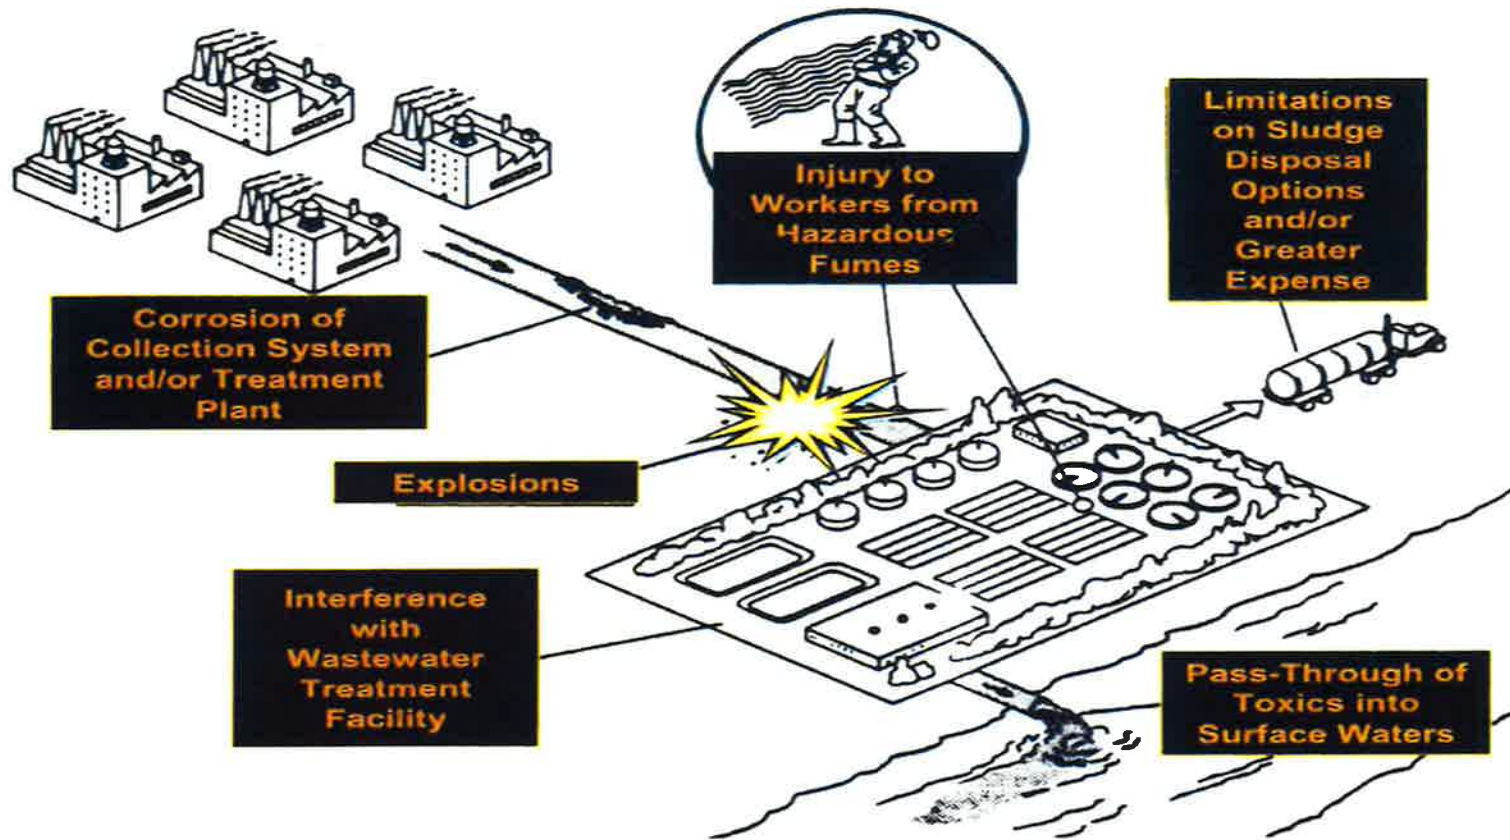 Injury to
Workers from
Hazardous
Fumes
Limitations
on Sludge
Disposal
Options
and/or
Greater
Expense
Corrosion of
Collection System
and/or Treatment
Plant
Explosions
Interference
with
Wastewater
Treatment
Facility
Pass-Through of
Toxics into
Surface Waters